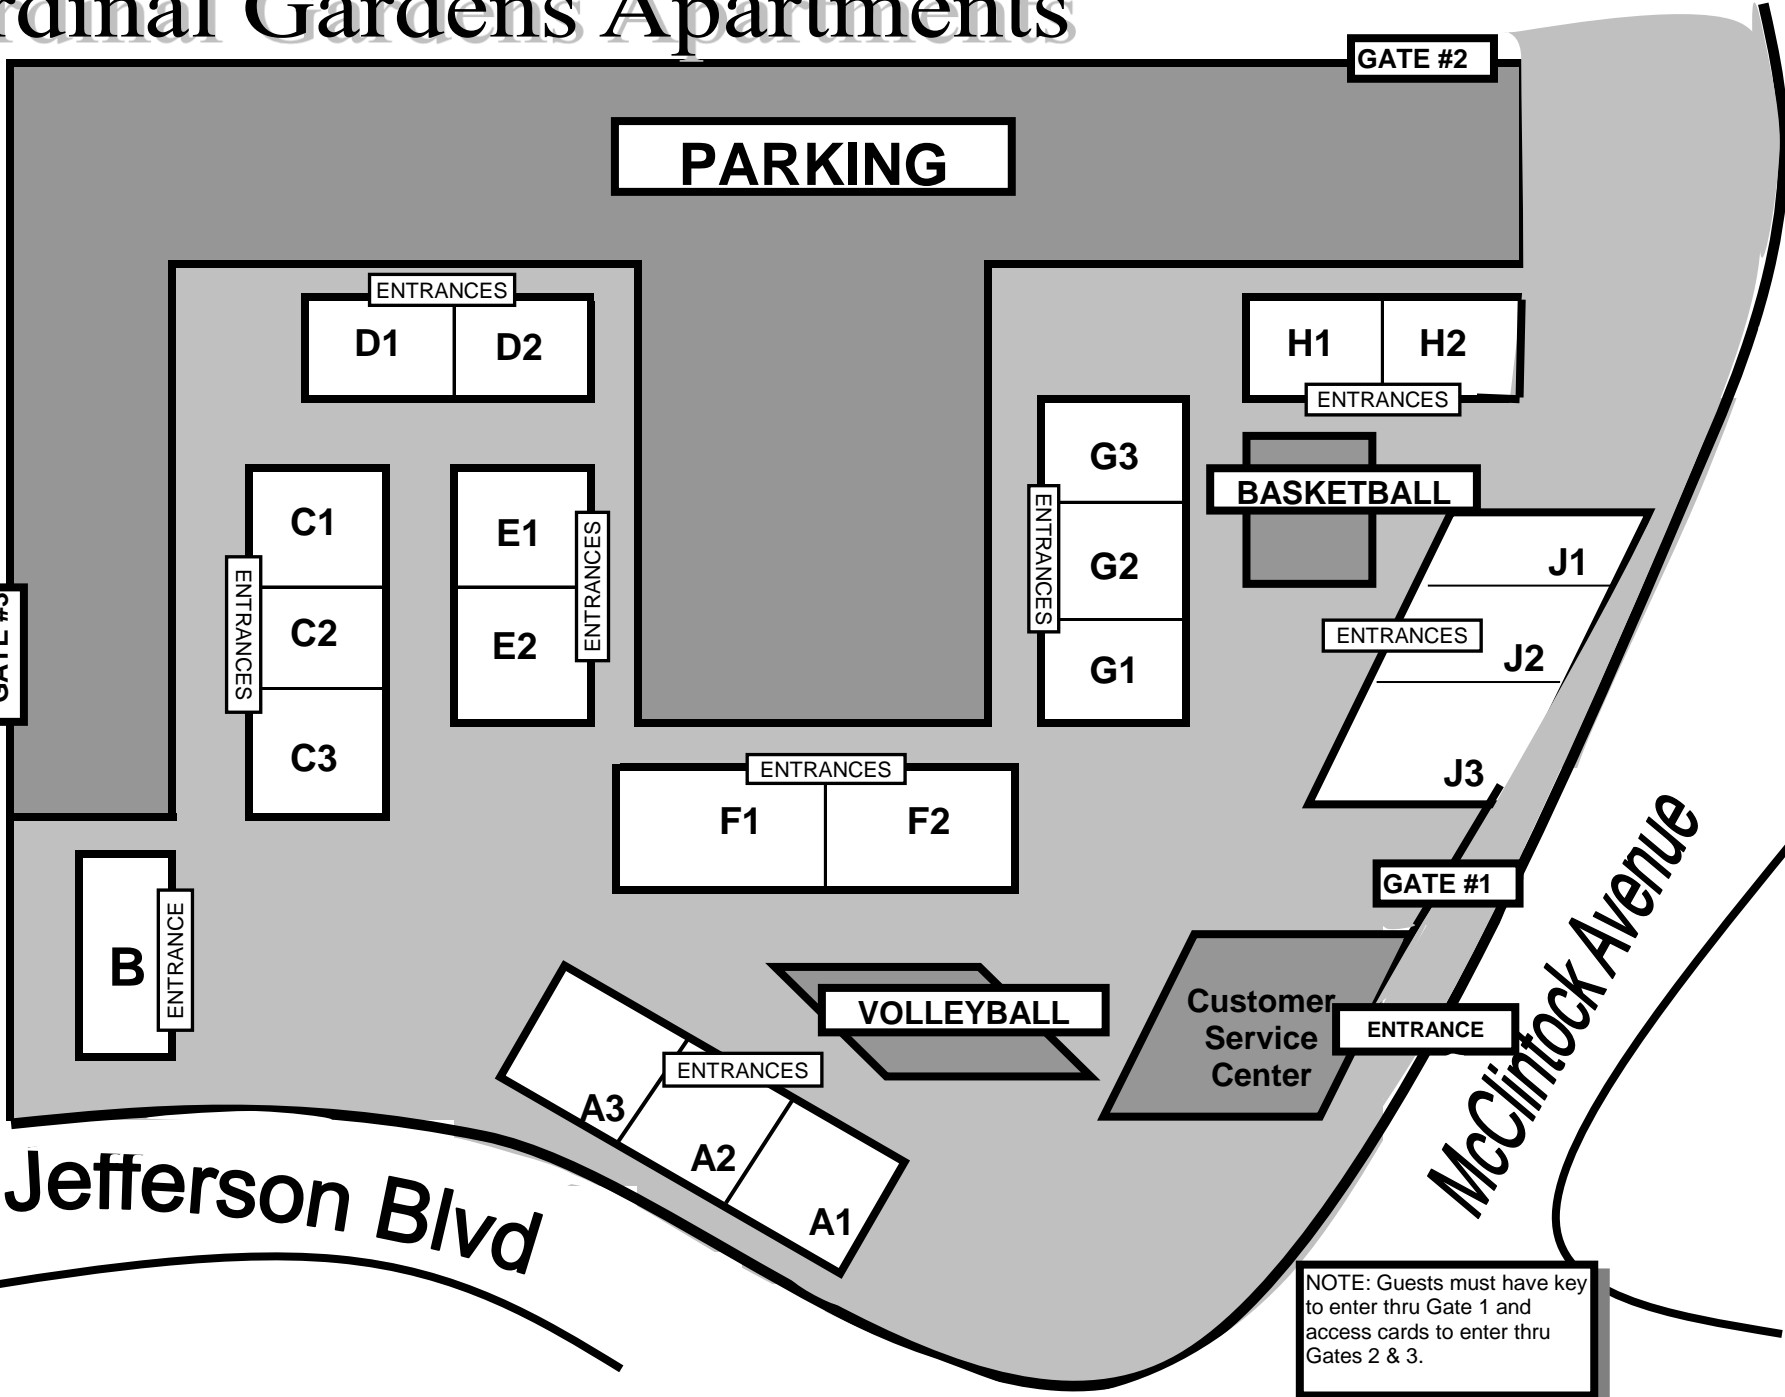 rdinal Gardens Apartments
GATE #2
PARKING
ENTRANCES
D1
D2
H1
H2
ENTRANCES
G3
G2
G1
ENTRANCES
BASKETBALL
C1
C2
C3
ENTRANCES
E1
E2
ENTRANCES
J1
J2
J3
ENTRANCES
GATE #3
ENTRANCES
F1
F2
GATE #1
B
ENTRANCE
VOLLEYBALL
Customer
Service
Center
ENTRANCE
ENTRANCES
A3
A2
A1
McClintock Avenue
Jefferson Blvd
NOTE: Guests must have key
to enter thru Gate 1 and
access cards to enter thru
Gates 2 & 3.